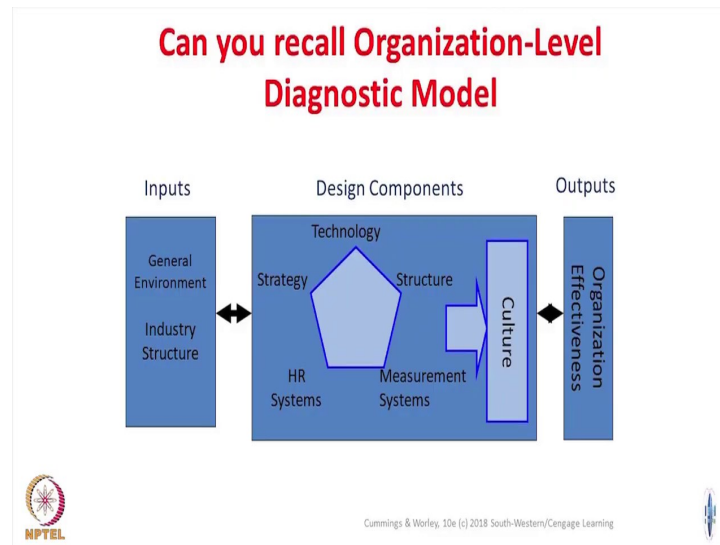 Can you recall Organization-Level
Diagnostic Model
Inputs
Design Components
Outputs
General
Environment
Industry
Structure
Technology
Strategy
Structure
HR
Systems
Measurement
Systems
Culture
Organization
Effectiveness
NPTEL
Cummings & Worley, 10e (c) 2018 South-Western/Cengage Learning